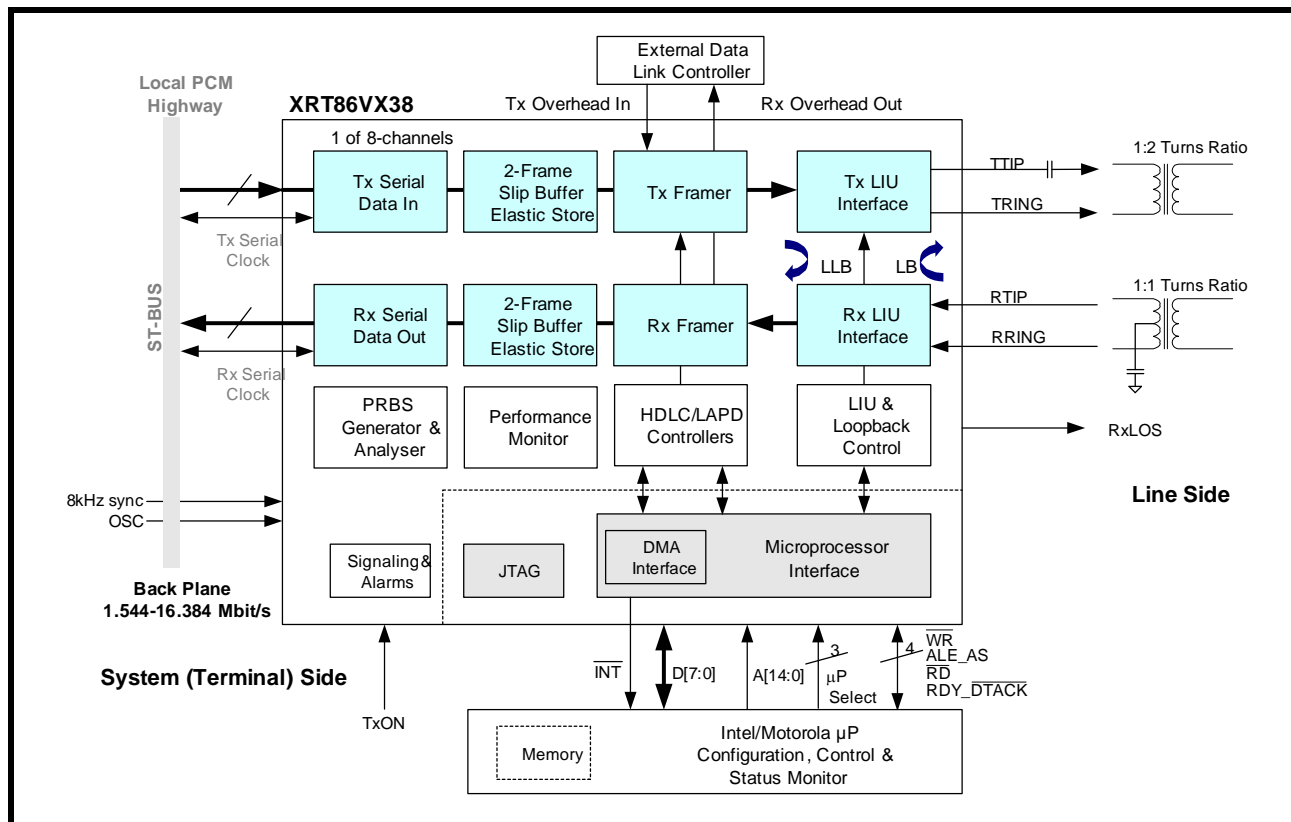 External Data
Link Controller
Local PCM
Highway
XRT86VX38
Tx Overhead In
Rx Overhead Out
1 of 8-channels
1:2 Turns Ratio
Tx Serial
Data In
2-Frame
Slip Buffer
Elastic Store
Tx Framer
Tx LIU
Interface
TTIP
TRING
Tx Serial
Clock
LLB
LB
1:1 Turns Ratio
ST-BUS
Rx Serial
Data Out
2-Frame
Slip Buffer
Elastic Store
Rx Framer
Rx LIU
Interface
RTIP
RRING
Rx Serial
Clock
PRBS
Generator &
Analyser
Performance
Monitor
HDLC/LAPD
Controllers
LIU &
Loopback
Control
RxLOS
8kHz sync
OSC
Line Side
Signaling &
Alarms
JTAG
DMA
Interface
Microprocessor
Interface
Back Plane
1.544-16.384 Mbit/s
System (Terminal) Side
INT
D[7:0]
A[14:0]
3
µP
Select
4
WR
ALE_AS
RD
RDY_DTACK
TxON
Memory
Intel/Motorola µP
Configuration, Control &
Status Monitor